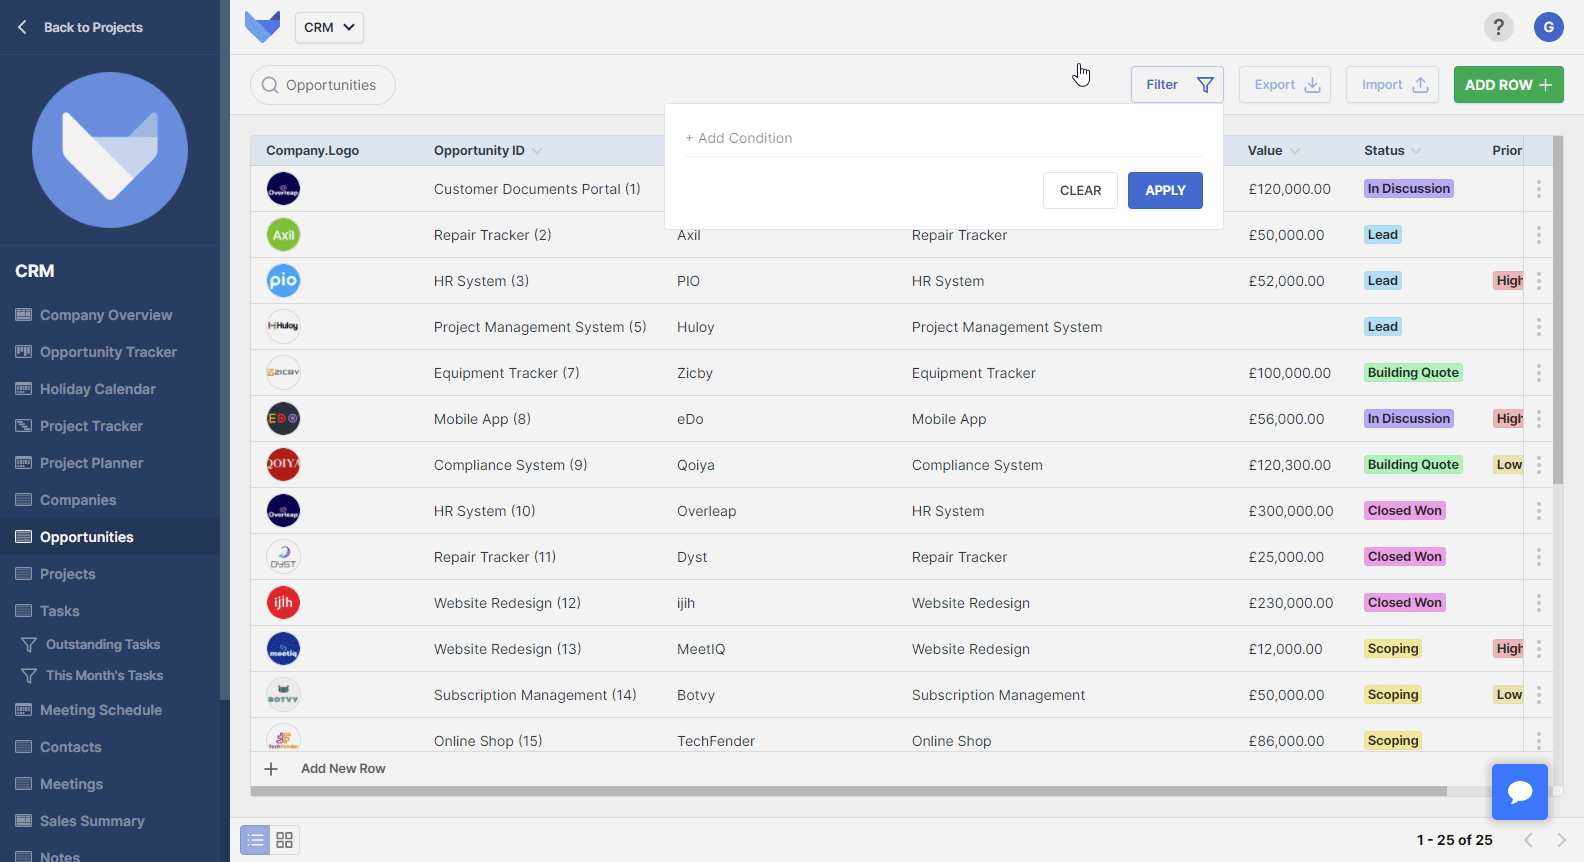 Back to Projects
CRM
?
G
Opportunities
Filter
Export
Import
ADD ROW +
+ Add Condition
CLEAR
APPLY
CRM
Company Overview
Opportunity Tracker
Holiday Calendar
Project Tracker
Project Planner
Companies
Opportunities
Projects
Tasks
Outstanding Tasks
This Month's Tasks
Meeting Schedule
Contacts
Meetings
Sales Summary
Notes
Company.Logo Opportunity ID Value Status Prior
Overleap Customer Documents Portal (1) £120,000.00 In Discussion
Axil Repair Tracker (2) Axil Repair Tracker £50,000.00 Lead
pio HR System (3) PIO HR System £52,000.00 Lead High
Huloy Project Management System (5) Huloy Project Management System Lead
ZICBY Equipment Tracker (7) Zicby Equipment Tracker £100,000.00 Building Quote
EDO Mobile App (8) eDo Mobile App £56,000.00 In Discussion High
QOIYA Compliance System (9) Qoiya Compliance System £120,300.00 Building Quote Low
Overleap HR System (10) Overleap HR System £300,000.00 Closed Won
DYST Repair Tracker (11) Dyst Repair Tracker £25,000.00 Closed Won
ijih Website Redesign (12) ijih Website Redesign £230,000.00 Closed Won
meetiq Website Redesign (13) MeetIQ Website Redesign £12,000.00 Scoping High
BOTVY Subscription Management (14) Botvy Subscription Management £50,000.00 Scoping Low
TechFender Online Shop (15) TechFender Online Shop £86,000.00 Scoping
+ Add New Row
1 - 25 of 25